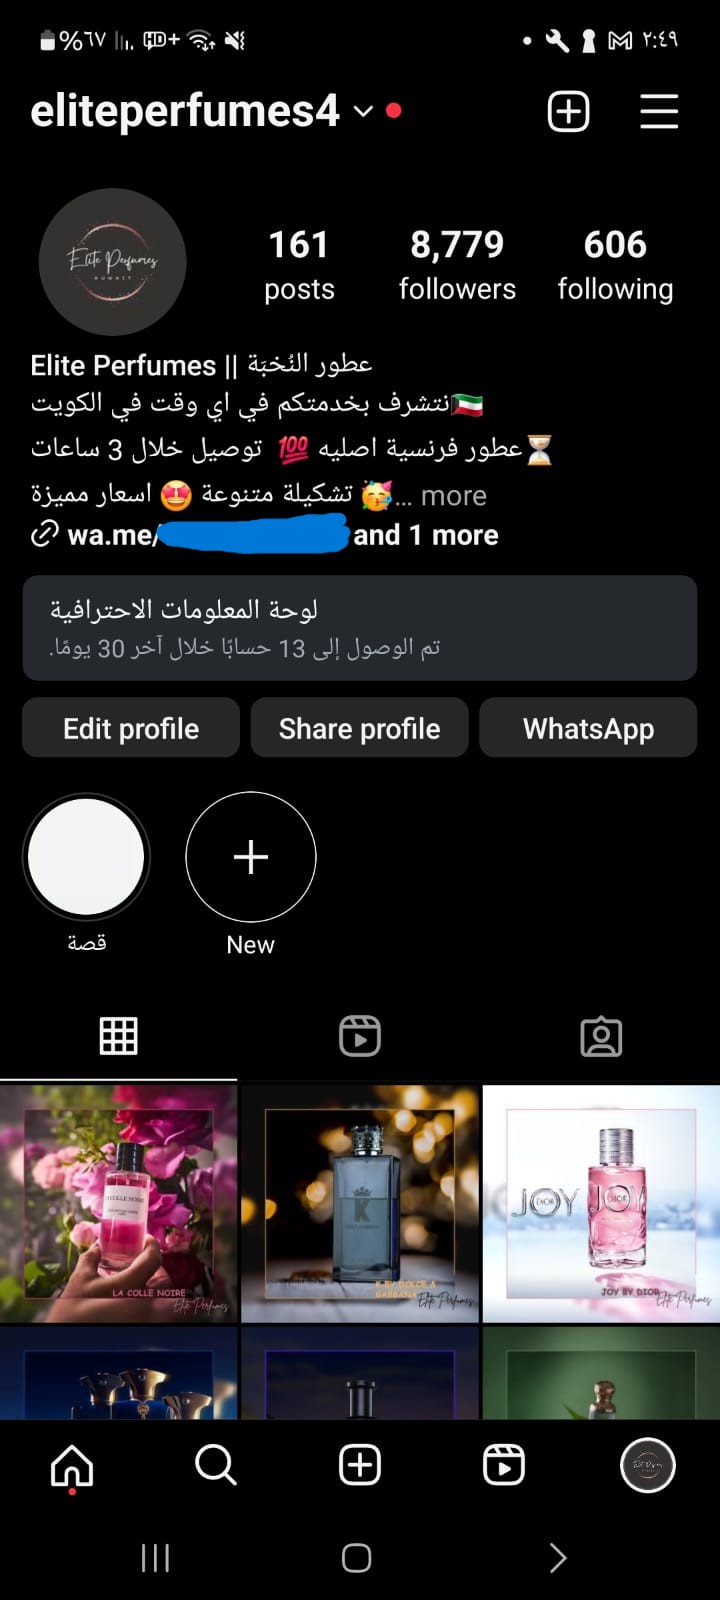 %٦٧ HD+ ٢:٤٩
eliteperfumes4
Elite Perfumes
KUWAIT
161 8,779 606
posts followers following
Elite Perfumes || عطور النُخبَة
🇰🇼نتشرف بخدمتكم في اي وقت في الكويت
⏳عطور فرنسية اصليه 💯 توصيل خلال 3 ساعات
🥳 تشكيلة متنوعة 🤩 اسعار مميزة... more
wa.me/ and 1 more
لوحة المعلومات الاحترافية
تم الوصول إلى 13 حسابًا خلال آخر 30 يومًا.
Edit profile Share profile WhatsApp
قصة New
LA COLLE NOIRE
LA COLLE NOIRE
Elite Perfumes
K
K BY DOLCE &
GABBANA
Elite Perfumes
JOY DIOR JOY DIOR
JOY BY DIOR
Elite Perfumes